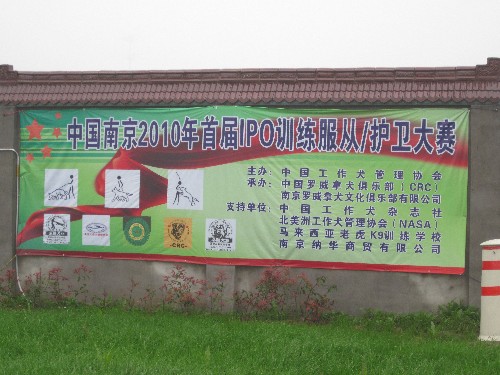 中国南京2010年首届IPO训练服从/护卫大赛
主办：中国工作犬管理协会
承办：中国罗威拿犬俱乐部（CRC）
南京罗威拿犬文化俱乐部有限公司
支持单位：中国工作犬杂志社
北美洲工作犬管理协会（NASA）
马来西亚老虎K9训练学校
南京纳华商贸有限公司
-CRC-